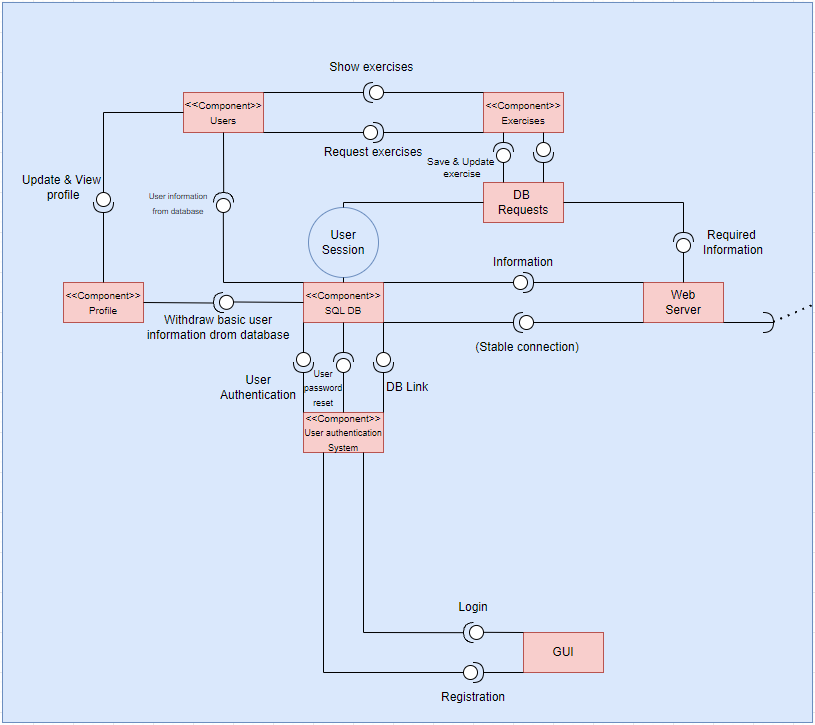 Show exercises
<<Component>>
Users
<<Component>>
Exercises
Request exercises
Save & Update
exercise
Update & View
profile
User information
from database
DB
Requests
User
Session
Required
Information
Information
<<Component>>
Profile
<<Component>>
SQL DB
Web
Server
Withdraw basic user
information drom database
(Stable connection)
User
Authentication
User
password
reset
DB Link
<<Component>>
User authentication
System
Login
GUI
Registration